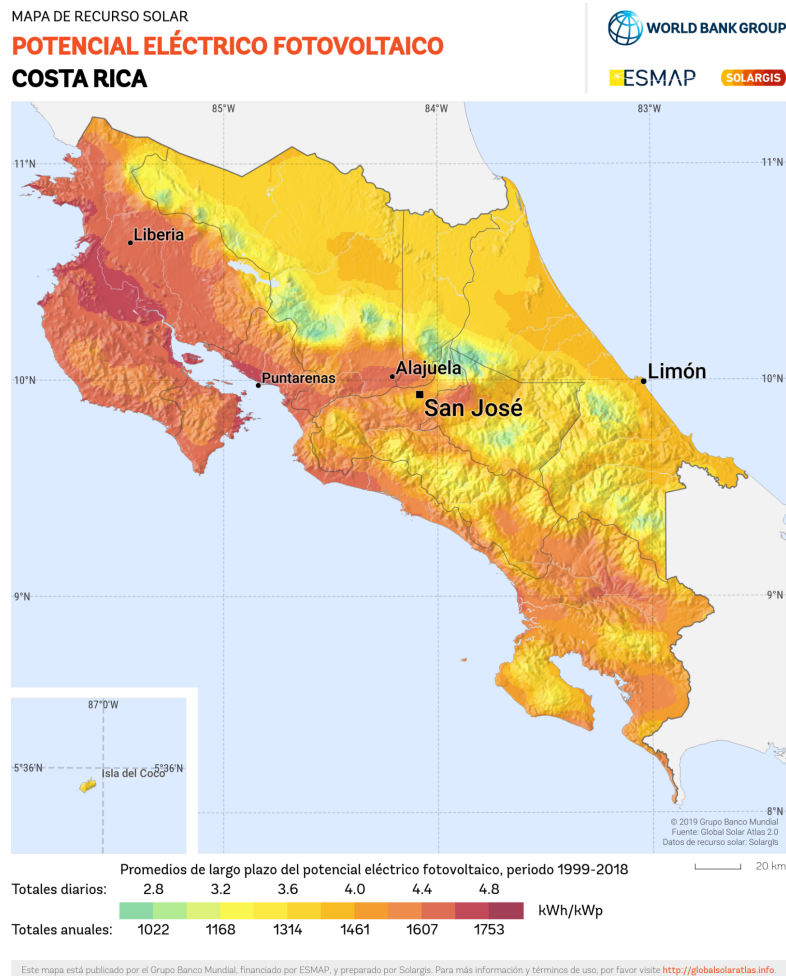 MAPA DE RECURSO SOLAR
POTENCIAL ELÉCTRICO FOTOVOLTAICO
COSTA RICA
WORLD BANK GROUP
ESMAP
SOLARGIS
85°W
84°W
83°W
11°N
11°N
Liberia
Puntarenas
Alajuela
San José
Limón
10°N
10°N
9°N
9°N
87°0'W
5°36'N
5°36'N
Isla del Coco
8°N
© 2019 Grupo Banco Mundial
Fuente: Global Solar Atlas 2.0
Datos de recurso solar: Solargis
20 km
Promedios de largo plazo del potencial eléctrico fotovoltaico, periodo 1999-2018
Totales diarios: 2.8 3.2 3.6 4.0 4.4 4.8
kWh/kWp
Totales anuales: 1022 1168 1314 1461 1607 1753
Este mapa está publicado por el Grupo Banco Mundial, financiado por ESMAP, y preparado por Solargis. Para más información y términos de uso, por favor visite http://globalsolaratlas.info.